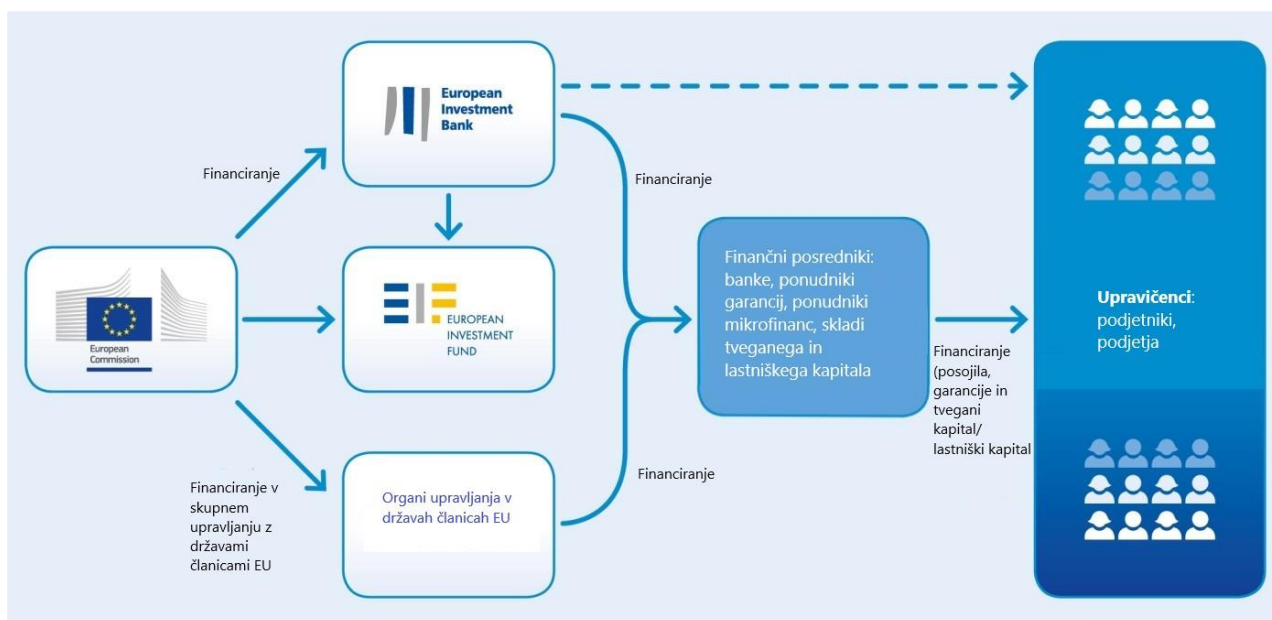 European
Investment
Bank
Financiranje
Financiranje
European
Commission
EUROPEAN
INVESTMENT
FUND
Finančni posredniki:
banke, ponudniki
garancij, ponudniki
mikrofinanc, skladi
tveganega in
lastniškega kapitala
Financiranje
(posojila,
garancije in
tvegani
kapital/
lastniški kapital
Upravičenci:
podjetniki,
podjetja
Financiranje v
skupnem
upravljanju z
državami
članicami EU
Organi upravljanja v
državah članicah EU
Financiranje